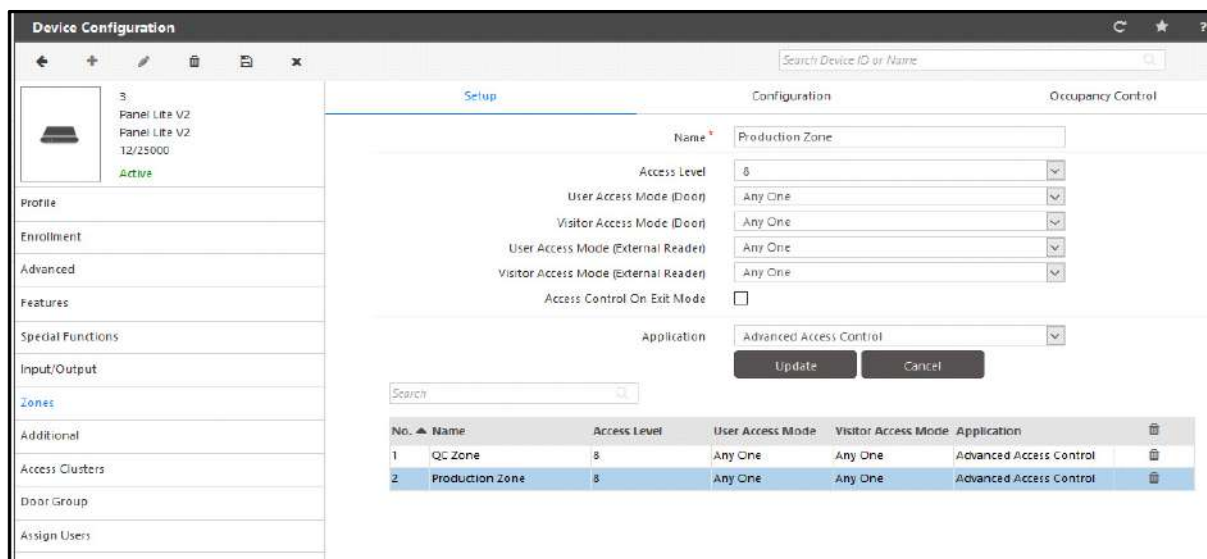 Device Configuration
?
Search Device ID or Name
3
Panel Lite V2
Panel Lite V2
12/25000
Active
Profile
Enrollment
Advanced
Features
Special Functions
Input/Output
Zones
Additional
Access Clusters
Door Group
Assign Users
Setup Configuration Occupancy Control
Name * Production Zone
Access Level 8
User Access Mode (Door) Any One
Visitor Access Mode (Door) Any One
User Access Mode (External Reader) Any One
Visitor Access Mode (External Reader) Any One
Access Control On Exit Mode
Application Advanced Access Control
Update Cancel
Search
No. Name Access Level User Access Mode Visitor Access Mode Application
1 QC Zone 8 Any One Any One Advanced Access Control
2 Production Zone 8 Any One Any One Advanced Access Control